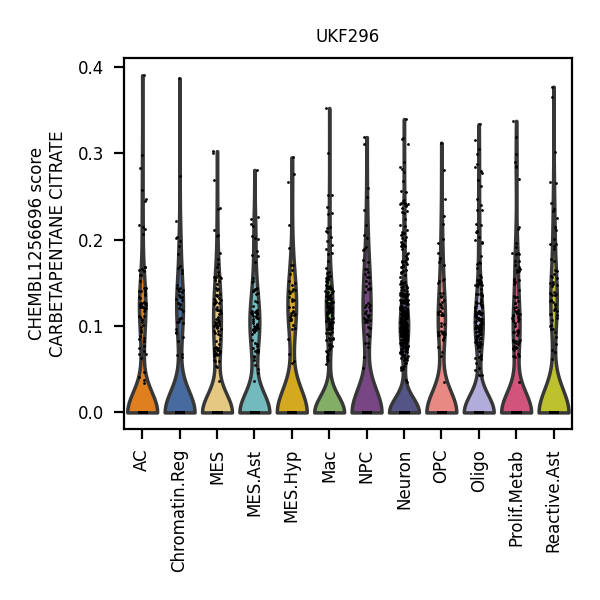 UKF296
CHEMBL1256696 score
CARBETAPENTANE CITRATE
0.4
0.3
0.2
0.1
0.0
AC
Chromatin.Reg
MES
MES.Ast
MES.Hyp
Mac
NPC
Neuron
OPC
Oligo
Prolif.Metab
Reactive.Ast